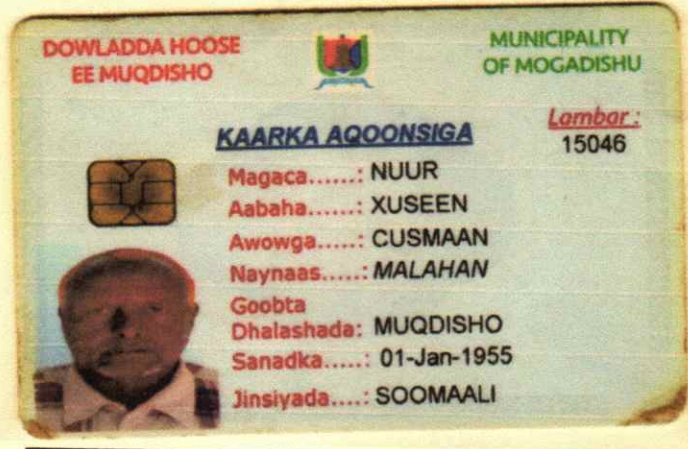 DOWLADDA HOOSE
EE MUQDISHO
MUNICIPALITY
OF MOGADISHU
Lambar :
15046
KAARKA AQOONSIGA
Magaca......: NUUR
Aabaha......: XUSEEN
Awowga.....: CUSMAAN
Naynaas.....: MALAHAN
Goobta
Dhalashada: MUQDISHO
Sanadka.....: 01-Jan-1955
Jinsiyada....: SOOMAALI